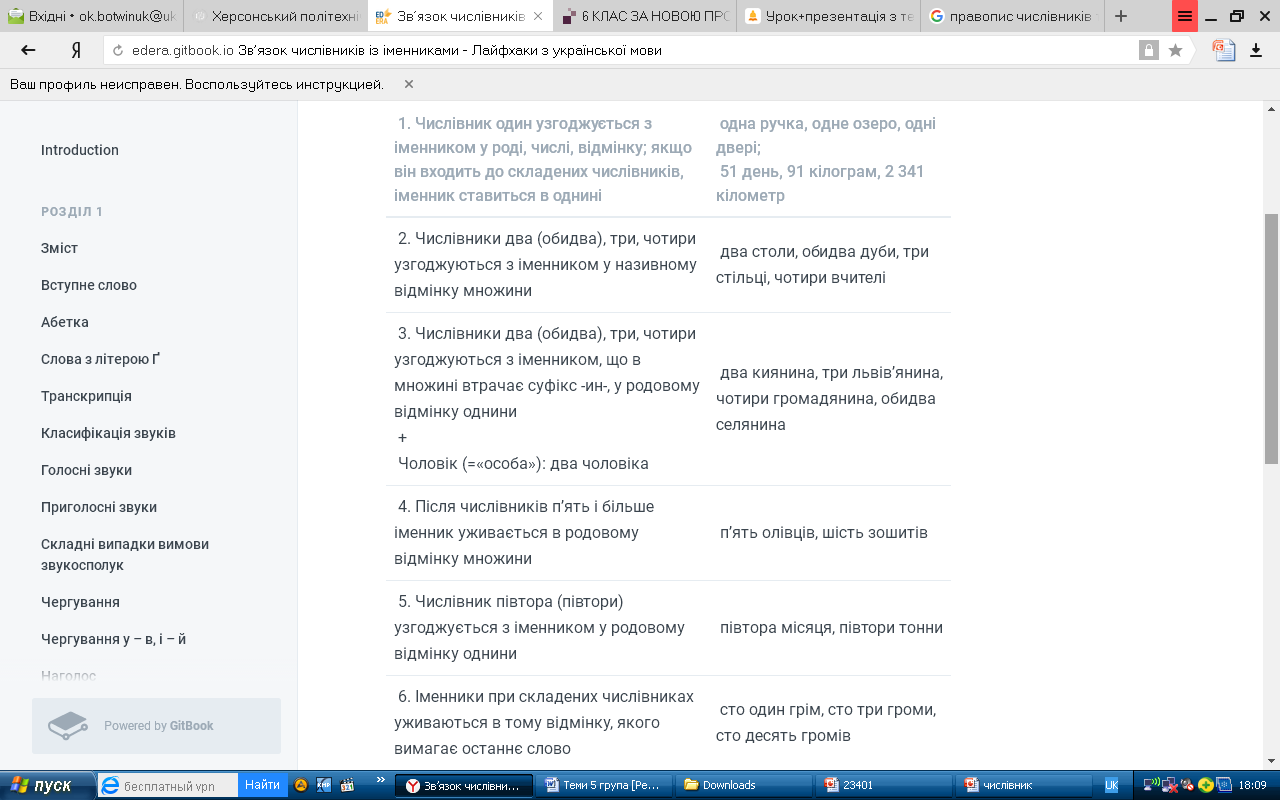 Вхідні • ok.botwinuk@uk
Херсонський політехні
Зв'язок числівників
6 КЛАС ЗА НОВОЮ ПРО
Урок+презентація з те
правопис числівників
edera.gitbook.io Зв'язок числівників із іменниками - Лайфхаки з української мови
Ваш профиль неисправен. Воспользуйтесь инструкцией.
Introduction
РОЗДІЛ 1
Зміст
Вступне слово
Абетка
Слова з літерою Ґ
Транскрипція
Класифікація звуків
Голосні звуки
Приголосні звуки
Складні випадки вимови
звукосполук
Чергування
Чергування у – в, і – й
Наголос
Powered by GitBook
1. Числівник один узгоджується з
іменником у роді, числі, відмінку; якщо
він входить до складених числівників,
іменник ставиться в однині
одна ручка, одне озеро, одні
двері;
51 день, 91 кілограм, 2 341
кілометр
2. Числівники два (обидва), три, чотири
узгоджуються з іменником у називному
відмінку множини
два столи, обидва дуби, три
стільці, чотири вчителі
3. Числівники два (обидва), три, чотири
узгоджуються з іменником, що в
множині втрачає суфікс -ин-, у родовому
відмінку однини
+
Чоловік (=«особа»): два чоловіка
два киянина, три львів’янина,
чотири громадянина, обидва
селянина
4. Після числівників п’ять і більше
іменник уживається в родовому
відмінку множини
п’ять олівців, шість зошитів
5. Числівник півтора (півтори)
узгоджується з іменником у родовому
відмінку однини
півтора місяця, півтори тонни
6. Іменники при складених числівниках
уживаються в тому відмінку, якого
вимагає останнє слово
сто один грім, сто три громи,
сто десять громів
пуск
бесплатный vpn
Найти
Зв'язок числівни...
Теми 5 група [Ре...
Downloads
23401
числівник
UK
18:09